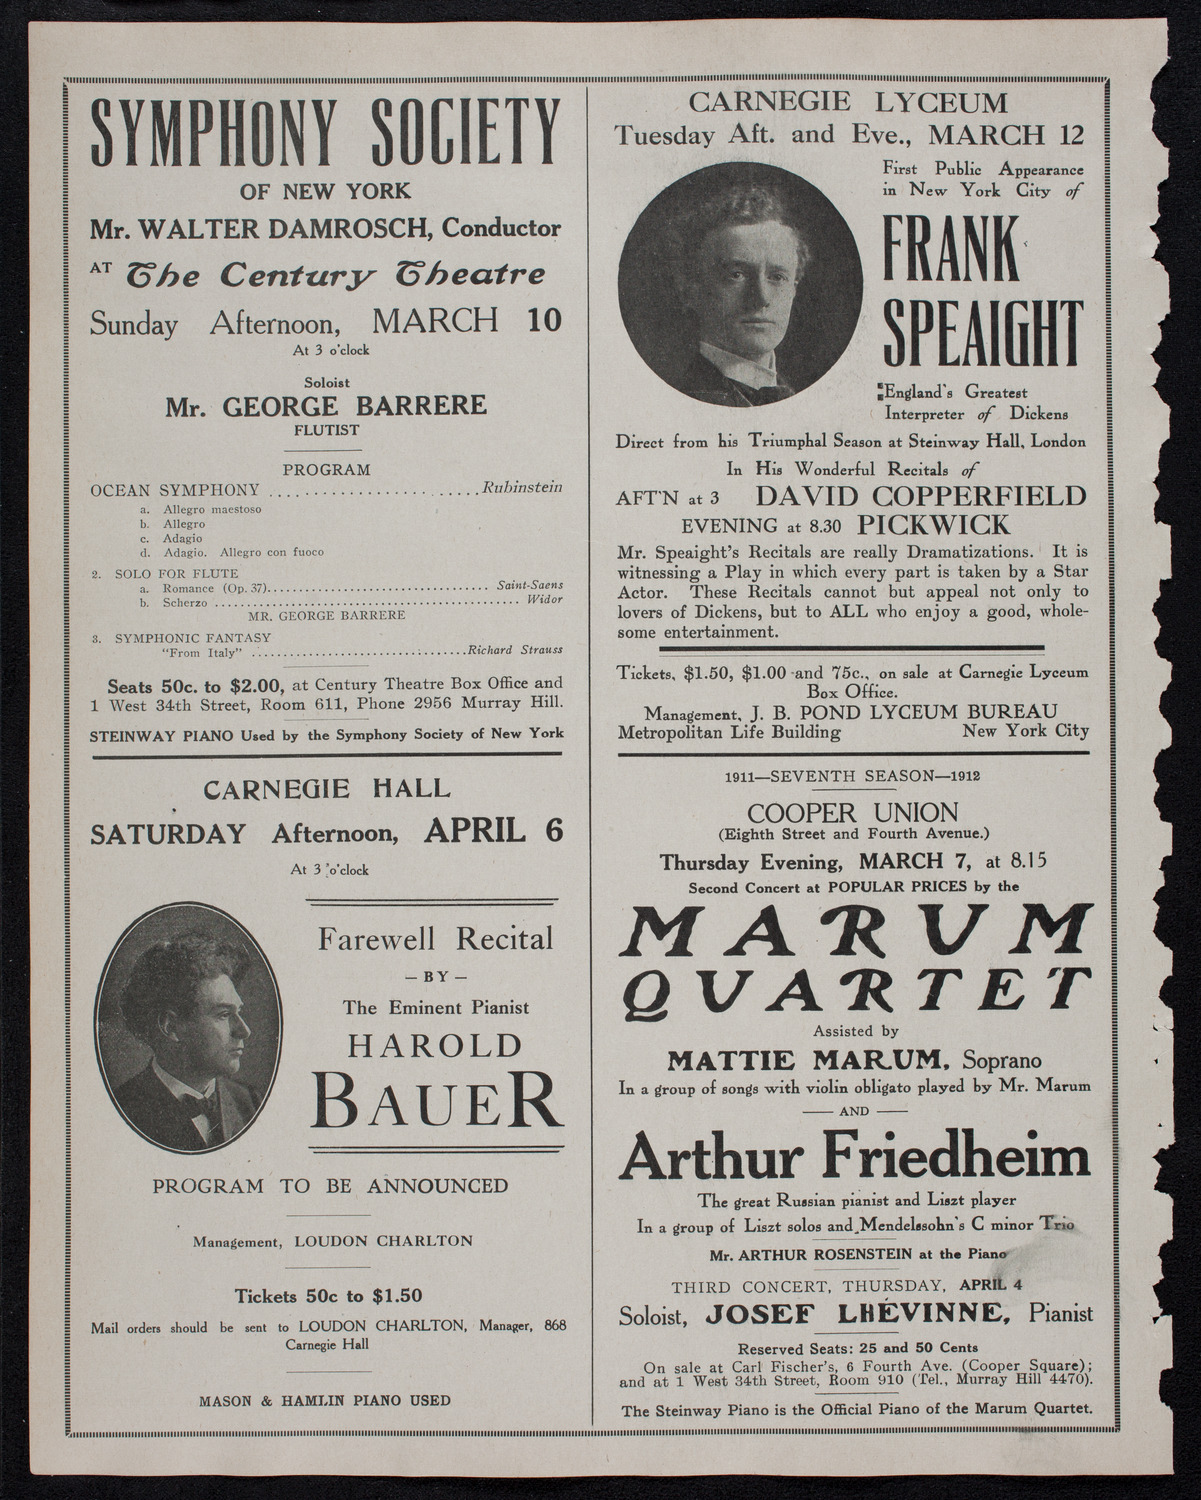 SYMPHONY SOCIETY
OF NEW YORK
Mr. WALTER DAMROSCH, Conductor
AT The Century Theatre
Sunday Afternoon, MARCH 10
At 3 o'clock
Soloist
Mr. GEORGE BARRERE
FLUTIST
PROGRAM
OCEAN SYMPHONY ........................Rubinstein
a. Allegro maestoso
b. Allegro
c. Adagio
d. Adagio. Allegro con fuoco
2. SOLO FOR FLUTE
a. Romance (Op. 37)................................. Saint-Saens
b. Scherzo ............................................. Widor
MR. GEORGE BARRERE
3. SYMPHONIC FANTASY
"From Italy" ................................Richard Strauss
Seats 50c. to $2.00, at Century Theatre Box Office and
1 West 34th Street, Room 611, Phone 2956 Murray Hill.
STEINWAY PIANO Used by the Symphony Society of New York
CARNEGIE HALL
SATURDAY Afternoon, APRIL 6
At 3 o'clock
Farewell Recital
— BY —
The Eminent Pianist
HAROLD
BAUER
PROGRAM TO BE ANNOUNCED
Management, LOUDON CHARLTON
Tickets 50c to $1.50
Mail orders should be sent to LOUDON CHARLTON, Manager, 868
Carnegie Hall
MASON & HAMLIN PIANO USED
CARNEGIE LYCEUM
Tuesday Aft. and Eve., MARCH 12
First Public Appearance
in New York City of
FRANK
SPEAIGHT
England's Greatest
Interpreter of Dickens
Direct from his Triumphal Season at Steinway Hall, London
In His Wonderful Recitals of
AFT'N at 3 DAVID COPPERFIELD
EVENING at 8.30 PICKWICK
Mr. Speaight's Recitals are really Dramatizations. It is
witnessing a Play in which every part is taken by a Star
Actor. These Recitals cannot but appeal not only to
lovers of Dickens, but to ALL who enjoy a good, whole-
some entertainment.
Tickets, $1.50, $1.00 and 75c., on sale at Carnegie Lyceum
Box Office.
Management, J. B. POND LYCEUM BUREAU
Metropolitan Life Building New York City
1911—SEVENTH SEASON—1912
COOPER UNION
(Eighth Street and Fourth Avenue.)
Thursday Evening, MARCH 7, at 8.15
Second Concert at POPULAR PRICES by the
MARUM
QUARTET
Assisted by
MATTIE MARUM, Soprano
In a group of songs with violin obligato played by Mr. Marum
— AND —
Arthur Friedheim
The great Russian pianist and Liszt player
In a group of Liszt solos and Mendelssohn's C minor Trio
Mr. ARTHUR ROSENSTEIN at the Piano
THIRD CONCERT, THURSDAY, APRIL 4
Soloist, JOSEF LHÉVINNE, Pianist
Reserved Seats: 25 and 50 Cents
On sale at Carl Fischer's, 6 Fourth Ave. (Cooper Square);
and at 1 West 34th Street, Room 910 (Tel., Murray Hill 4470).
The Steinway Piano is the Official Piano of the Marum Quartet.